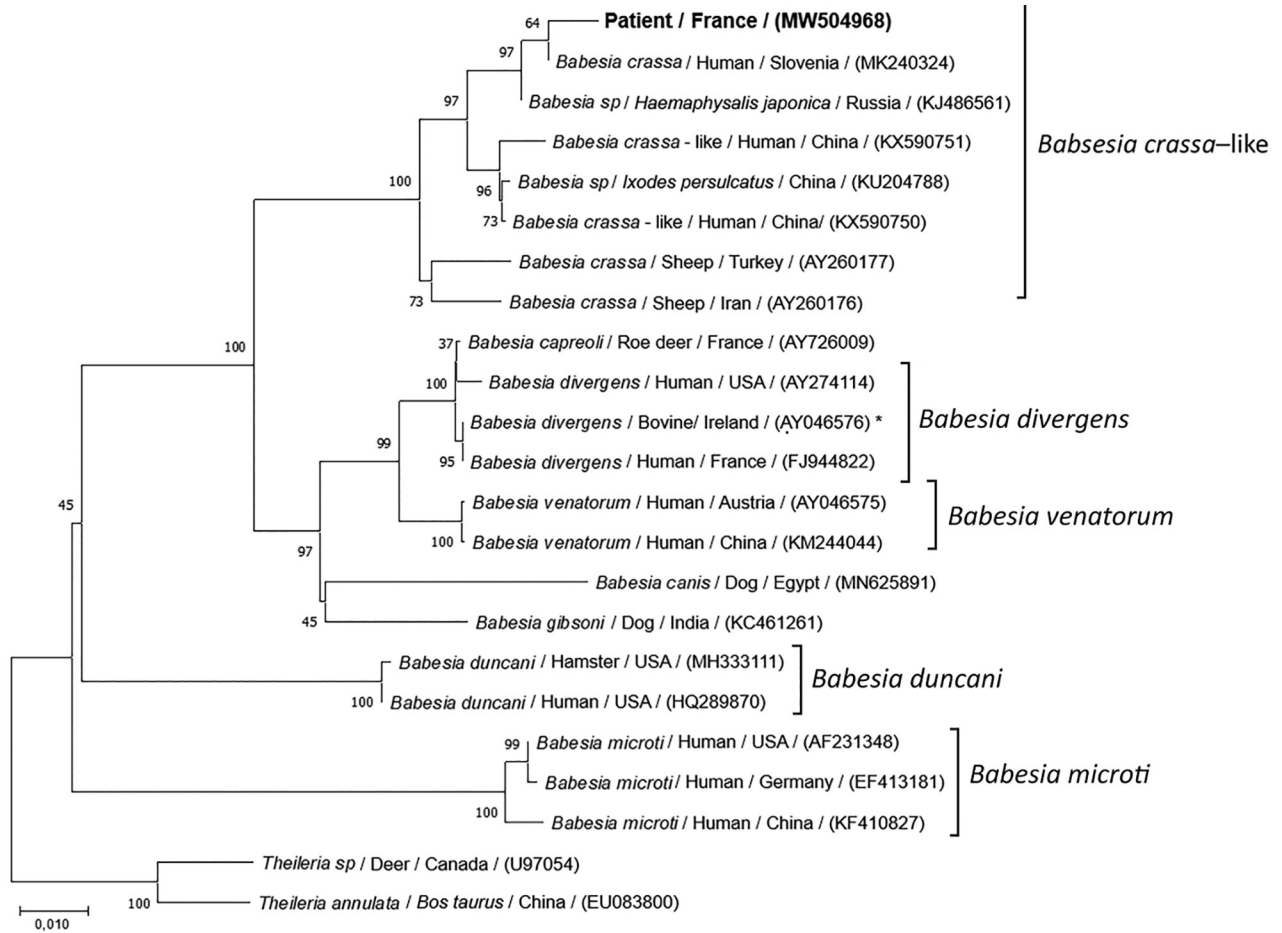 64
Patient / France / (MW504968)
97
Babesia crassa / Human / Slovenia / (MK240324)
97
Babesia sp / Haemaphysalis japonica / Russia / (KJ486561)
Babesia crassa - like / Human / China / (KX590751)
Babsesia crassa–like
100
96
Babesia sp / Ixodes persulcatus / China / (KU204788)
73
Babesia crassa - like / Human / China/ (KX590750)
Babesia crassa / Sheep / Turkey / (AY260177)
73
Babesia crassa / Sheep / Iran / (AY260176)
100
37
Babesia capreoli / Roe deer / France / (AY726009)
100
Babesia divergens / Human / USA / (AY274114)
Babesia divergens / Bovine/ Ireland / (AY046576) *
Babesia divergens
99
95
Babesia divergens / Human / France / (FJ944822)
Babesia venatorum / Human / Austria / (AY046575)
Babesia venatorum
45
100
Babesia venatorum / Human / China / (KM244044)
97
Babesia canis / Dog / Egypt / (MN625891)
45
Babesia gibsoni / Dog / India / (KC461261)
Babesia duncani / Hamster / USA / (MH333111)
Babesia duncani
100
Babesia duncani / Human / USA / (HQ289870)
99
Babesia microti / Human / USA / (AF231348)
Babesia microti / Human / Germany / (EF413181)
Babesia microti
100
Babesia microti / Human / China / (KF410827)
Theileria sp / Deer / Canada / (U97054)
100
Theileria annulata / Bos taurus / China / (EU083800)
0,010